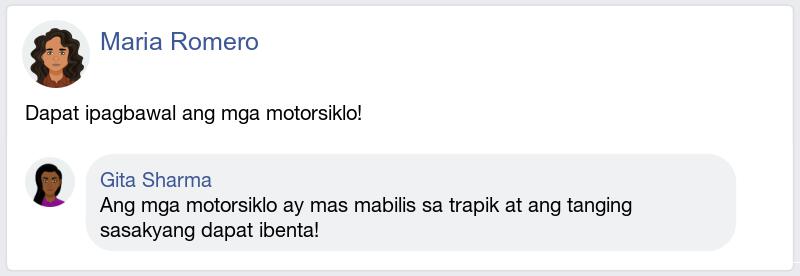 Maria Romero
Dapat ipagbawal ang mga motorsiklo!
Gita Sharma
Ang mga motorsiklo ay mas mabilis sa trapik at ang tanging
sasakyang dapat ibenta!